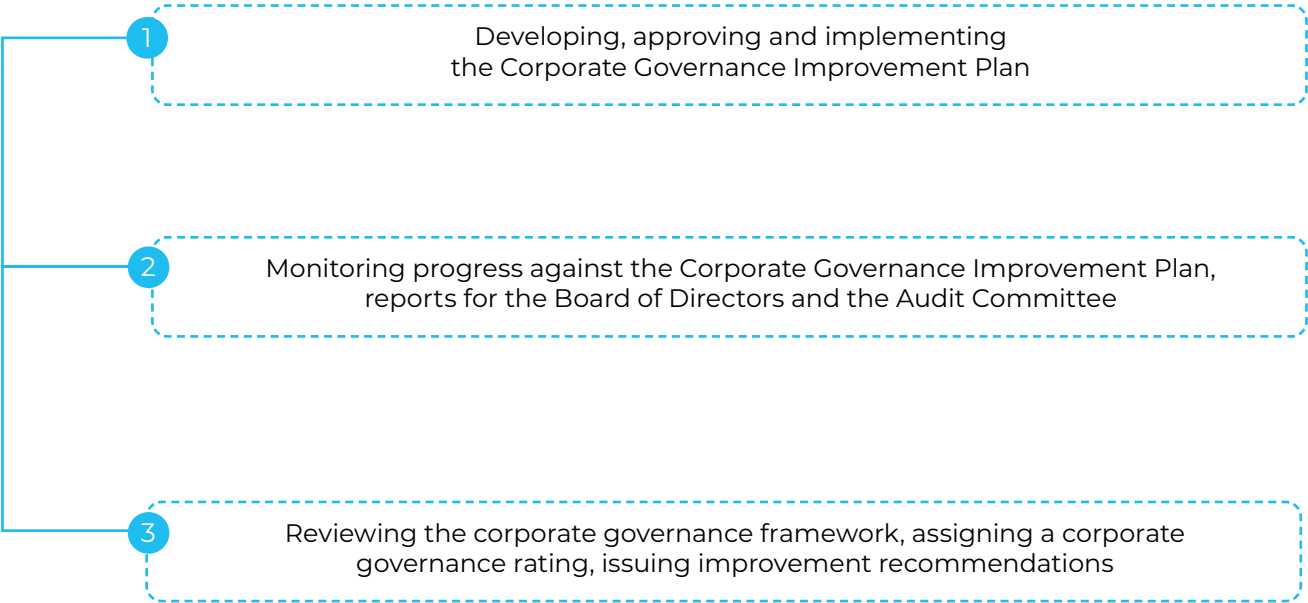 1
Developing, approving and implementing
the Corporate Governance Improvement Plan
2
Monitoring progress against the Corporate Governance Improvement Plan,
reports for the Board of Directors and the Audit Committee
3
Reviewing the corporate governance framework, assigning a corporate
governance rating, issuing improvement recommendations